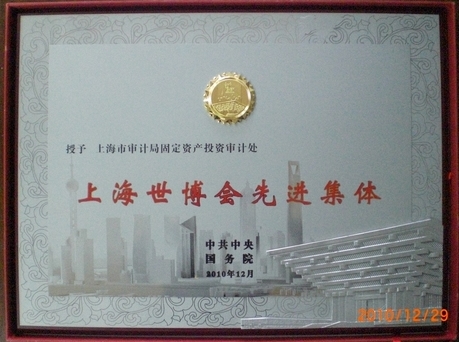 授予 上海市审计局固定资产投资审计处
上海世博会先进集体
中共中央
国务院
2010年12月
2010/12/29